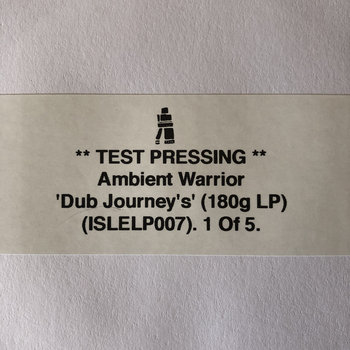 ** TEST PRESSING **
Ambient Warrior
'Dub Journey's' (180g LP)
(ISLELP007). 1 Of 5.